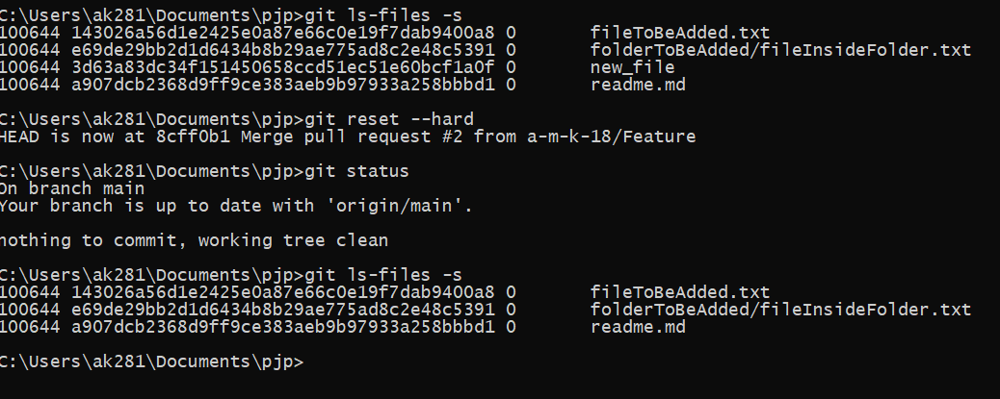 C:\Users\ak281\Documents\pjp>git ls-files -s
100644 143026a56d1e2425e0a87e66c0e19f7dab9400a8 0 fileToBeAdded.txt
100644 e69de29bb2d1d6434b8b29ae775ad8c2e48c5391 0 folderToBeAdded/fileInsideFolder.txt
100644 3d63a83dc34f151450658ccd51ec51e60bcf1a0f 0 new_file
100644 a907dcb2368d9ff9ce383aeb9b97933a258bbbd1 0 readme.md
C:\Users\ak281\Documents\pjp>git reset --hard
HEAD is now at 8cff0b1 Merge pull request #2 from a-m-k-18/Feature
C:\Users\ak281\Documents\pjp>git status
On branch main
Your branch is up to date with 'origin/main'.
nothing to commit, working tree clean
C:\Users\ak281\Documents\pjp>git ls-files -s
100644 143026a56d1e2425e0a87e66c0e19f7dab9400a8 0 fileToBeAdded.txt
100644 e69de29bb2d1d6434b8b29ae775ad8c2e48c5391 0 folderToBeAdded/fileInsideFolder.txt
100644 a907dcb2368d9ff9ce383aeb9b97933a258bbbd1 0 readme.md
C:\Users\ak281\Documents\pjp>